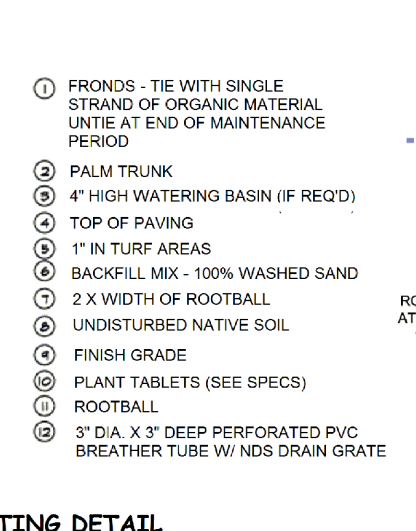 1 FRONDS - TIE WITH SINGLE
STRAND OF ORGANIC MATERIAL
UNTIE AT END OF MAINTENANCE
PERIOD
2 PALM TRUNK
3 4" HIGH WATERING BASIN (IF REQ'D)
4 TOP OF PAVING
5 1" IN TURF AREAS
6 BACKFILL MIX - 100% WASHED SAND
7 2 X WIDTH OF ROOTBALL
8 UNDISTURBED NATIVE SOIL
9 FINISH GRADE
10 PLANT TABLETS (SEE SPECS)
11 ROOTBALL
12 3" DIA. X 3" DEEP PERFORATED PVC
BREATHER TUBE W/ NDS DRAIN GRATE
RO
AT
TING DETAIL